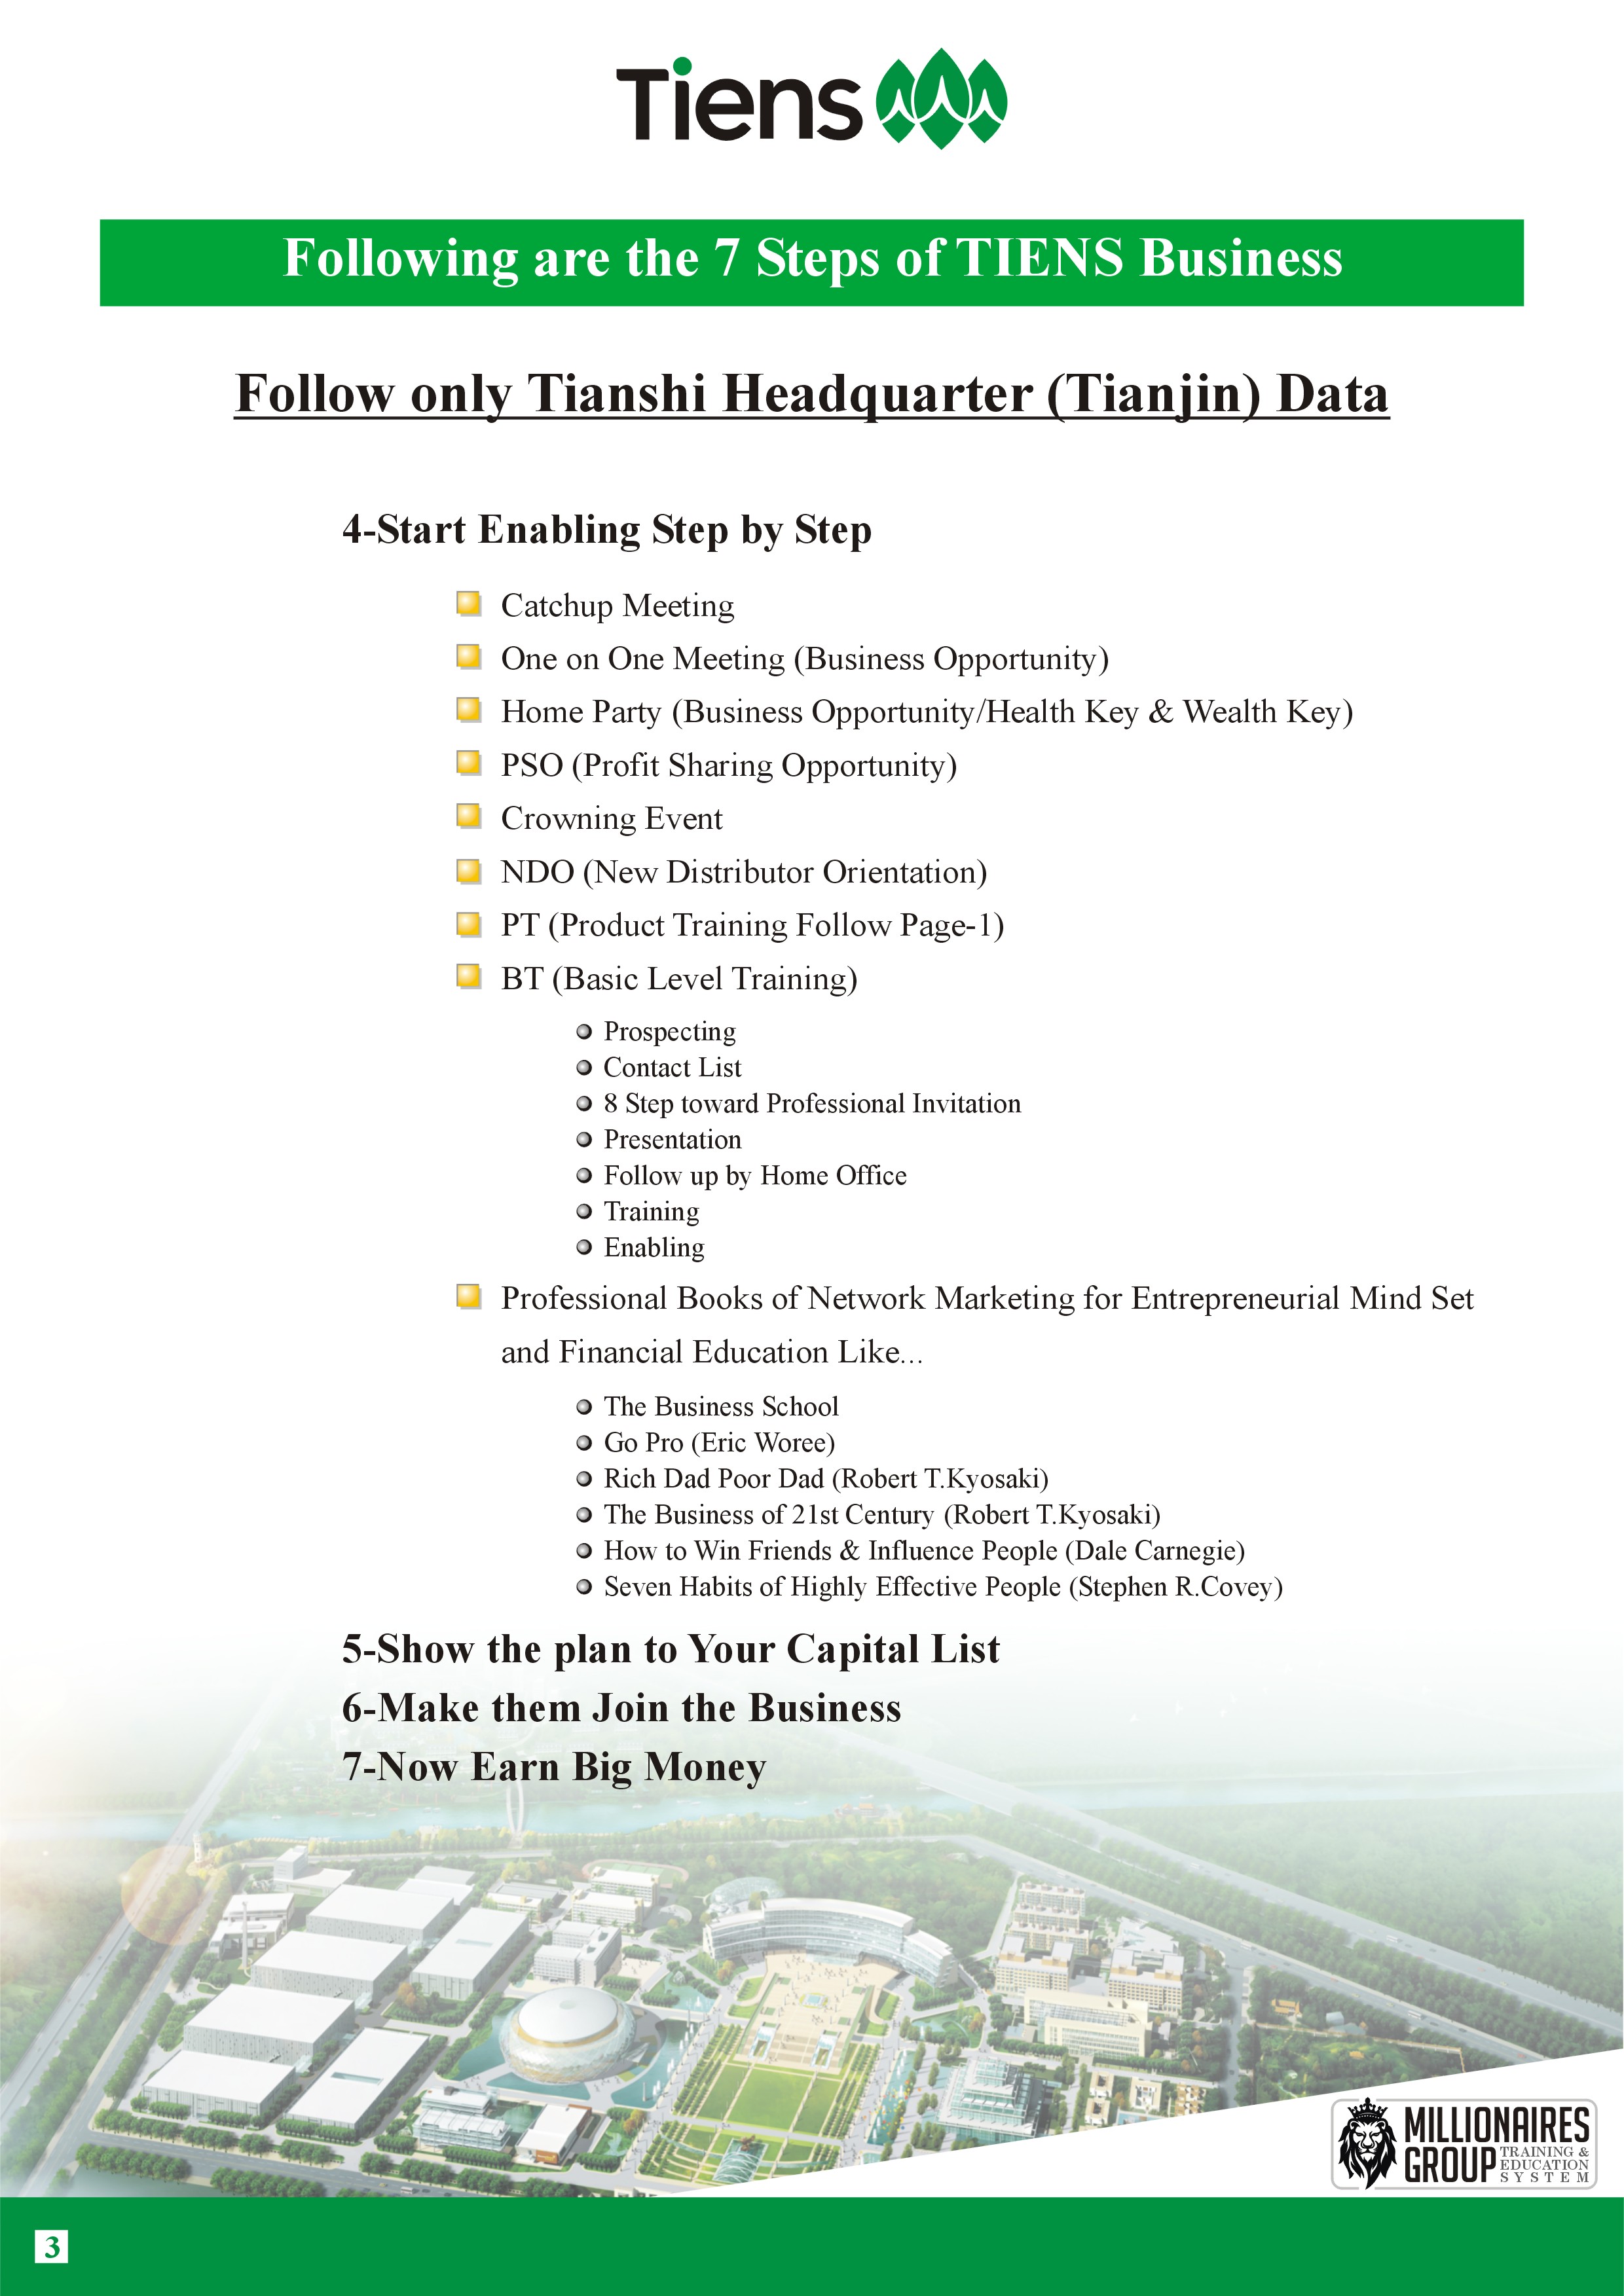 Tiens
Following are the 7 Steps of TIENS Business
Follow only Tianshi Headquarter (Tianjin) Data
4-Start Enabling Step by Step
Catchup Meeting
One on One Meeting (Business Opportunity)
Home Party (Business Opportunity/Health Key & Wealth Key)
PSO (Profit Sharing Opportunity)
Crowning Event
NDO (New Distributor Orientation)
PT (Product Training Follow Page-1)
BT (Basic Level Training)
Prospecting
Contact List
8 Step toward Professional Invitation
Presentation
Follow up by Home Office
Training
Enabling
Professional Books of Network Marketing for Entrepreneurial Mind Set
and Financial Education Like...
The Business School
Go Pro (Eric Woree)
Rich Dad Poor Dad (Robert T.Kyosaki)
The Business of 21st Century (Robert T.Kyosaki)
How to Win Friends & Influence People (Dale Carnegie)
Seven Habits of Highly Effective People (Stephen R.Covey)
5-Show the plan to Your Capital List
6-Make them Join the Business
7-Now Earn Big Money
MILLIONAIRES
GROUP TRAINING &
EDUCATION
SYSTEM
3